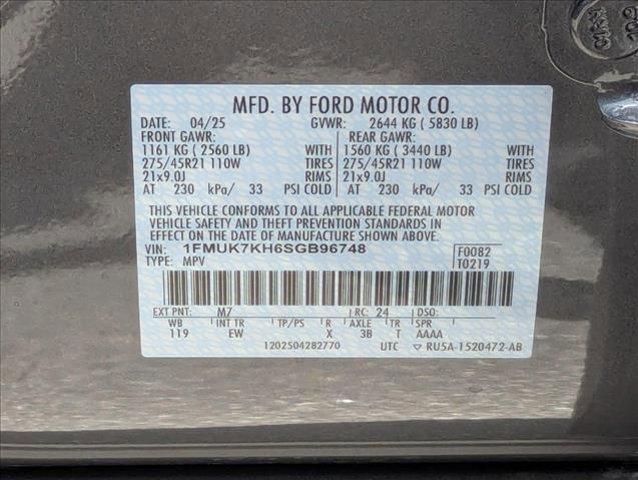 MFD. BY FORD MOTOR CO.
DATE: 04/25 GVWR: 2644 KG ( 5830 LB)
FRONT GAWR: REAR GAWR:
1161 KG ( 2560 LB) WITH 1560 KG ( 3440 LB) WITH
275/45R21 110W TIRES 275/45R21 110W TIRES
21x9.0J RIMS 21x9.0J RIMS
AT 230 kPa/ 33 PSI COLD AT 230 kPa/ 33 PSI COLD
THIS VEHICLE CONFORMS TO ALL APPLICABLE FEDERAL MOTOR
VEHICLE SAFETY AND THEFT PREVENTION STANDARDS IN
EFFECT ON THE DATE OF MANUFACTURE SHOWN ABOVE.
VIN: 1FMUK7KH6SGB96748 F0082
TYPE: MPV T0219
EXT PNT: M7 RC: 24 DSO:
WB INT TR TP/PS R AXLE TR SPR
119 EW X 3B T AAAA
1202504282770 UTC ▽ RU5A-1520472-AB